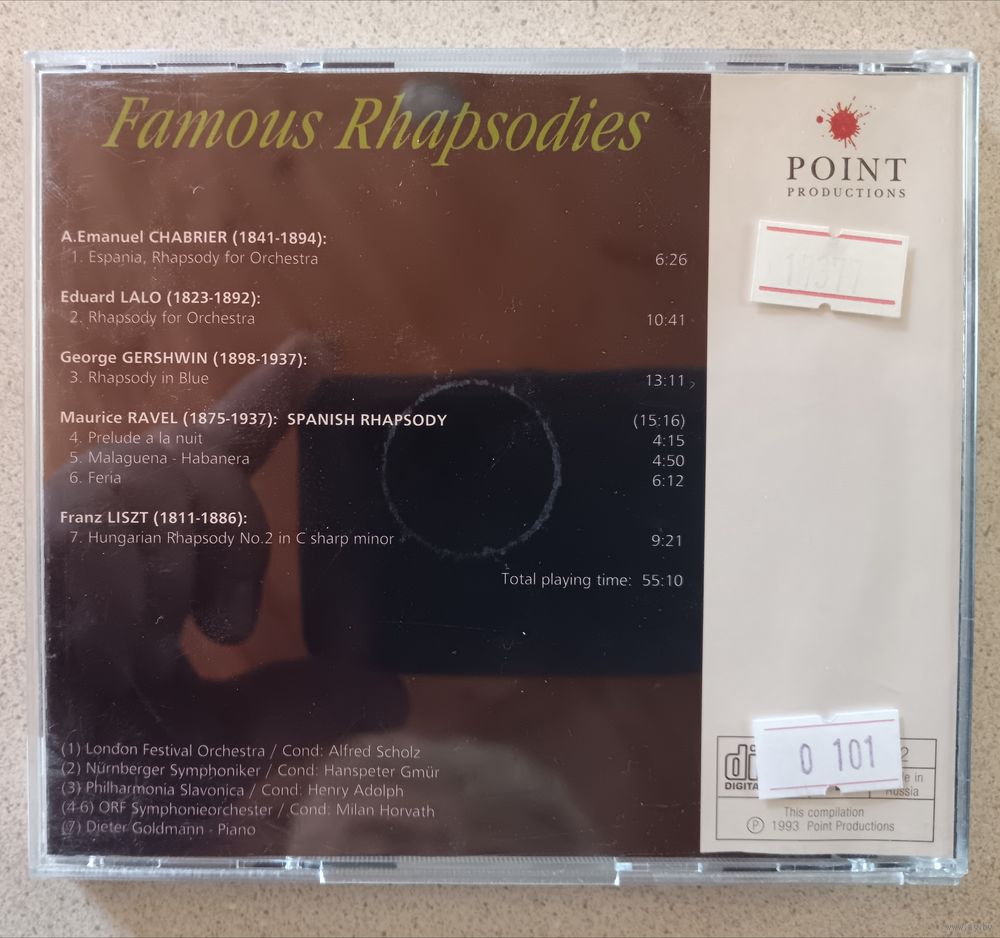 Famous Rhapsodies
A.Emanuel CHABRIER (1841-1894):
1. Espania, Rhapsody for Orchestra 6:26
Eduard LALO (1823-1892):
2. Rhapsody for Orchestra 10:41
George GERSHWIN (1898-1937):
3. Rhapsody in Blue 13:11
Maurice RAVEL (1875-1937): SPANISH RHAPSODY (15:16)
4. Prelude a la nuit 4:15
5. Malaguena - Habanera 4:50
6. Feria 6:12
Franz LISZT (1811-1886):
7. Hungarian Rhapsody No.2 in C sharp minor 9:21
Total playing time: 55:10
(1) London Festival Orchestra / Cond: Alfred Scholz
(2) Nürnberger Symphoniker / Cond: Hanspeter Gmür
(3) Philharmonia Slavonica / Cond: Henry Adolph
(4-6) ORF Symphonieorchester / Cond: Milan Horvath
(7) Dieter Goldmann - Piano
POINT
PRODUCTIONS
17377
0 101
2
in
Russia
This compilation
℗ 1993 Point Productions